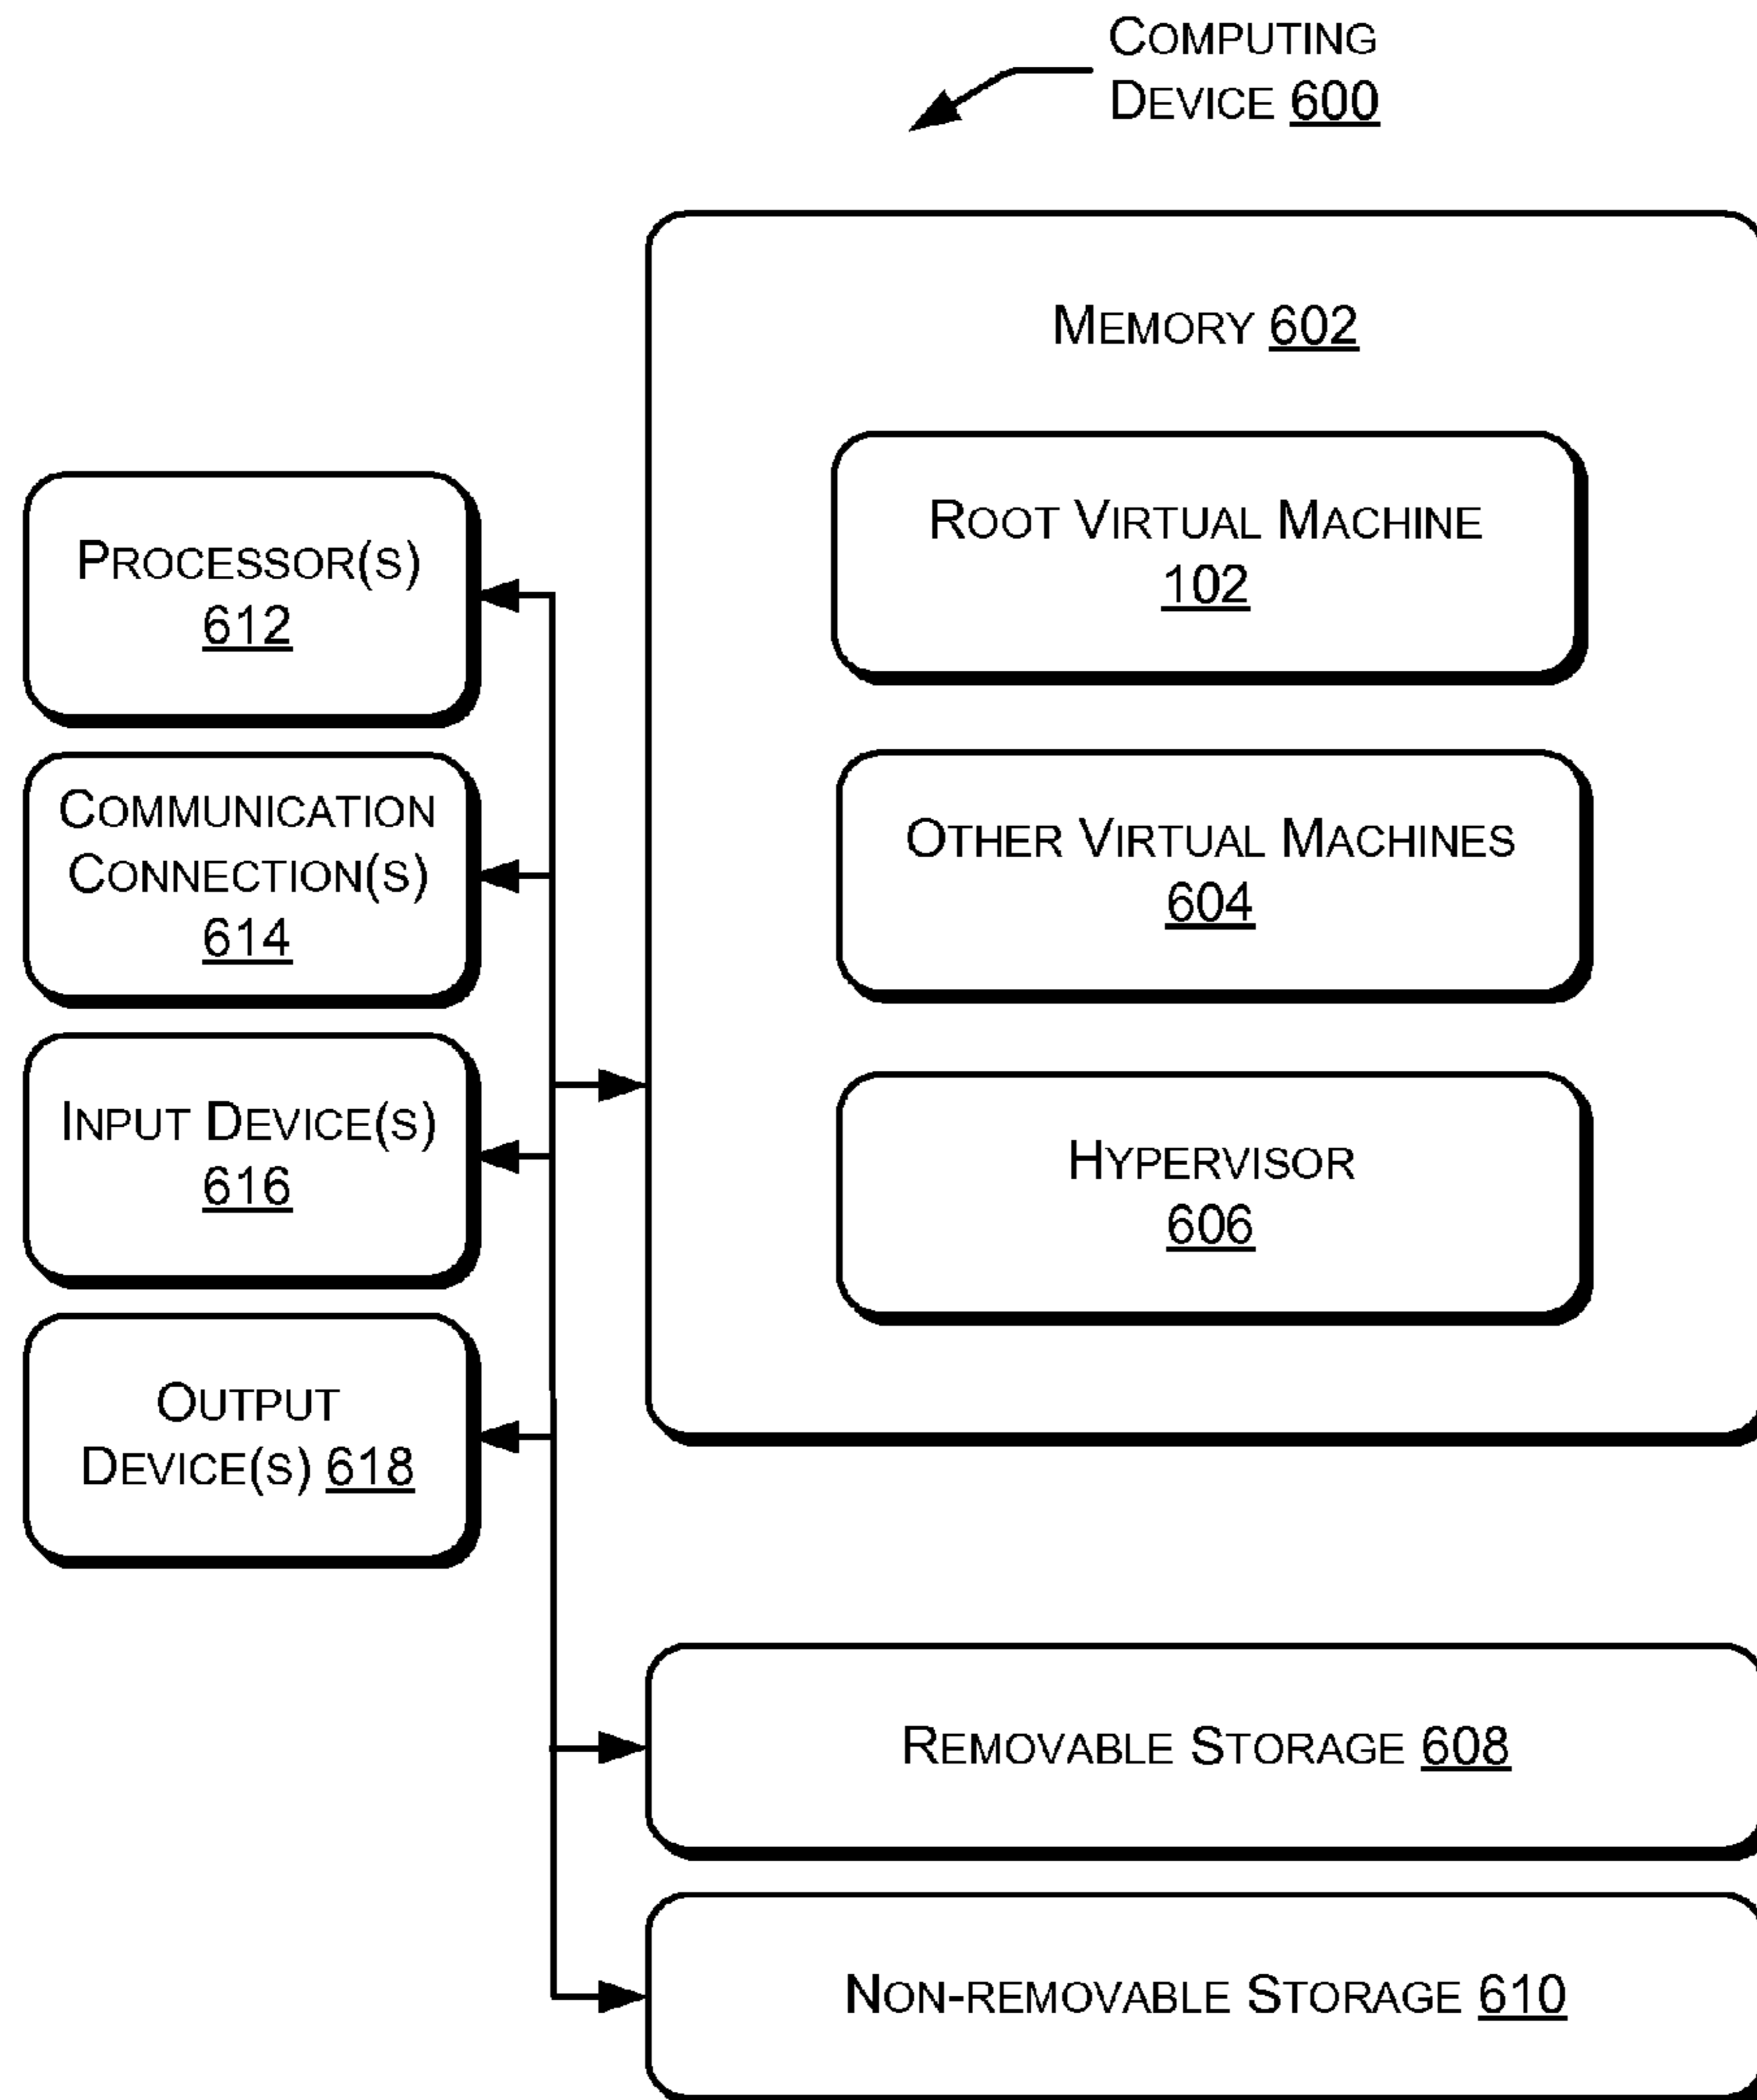 COMPUTING
DEVICE 600
MEMORY 602
ROOT VIRTUAL MACHINE
102
OTHER VIRTUAL MACHINES
604
HYPERVISOR
606
PROCESSOR(S)
612
COMMUNICATION
CONNECTION(S)
614
INPUT DEVICE(S)
616
OUTPUT
DEVICE(S) 618
REMOVABLE STORAGE 608
NON-REMOVABLE STORAGE 610